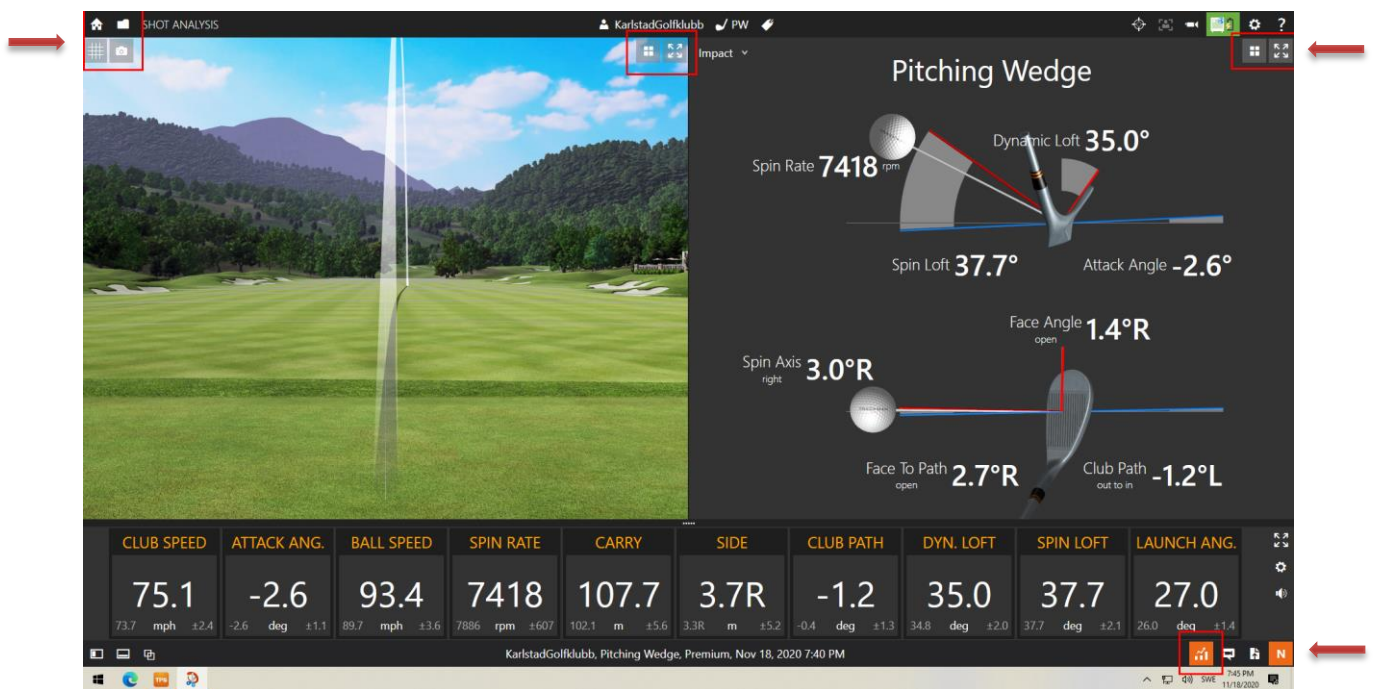 SHOT ANALYSIS
KarlstadGolfklubb PW
?
Impact
Pitching Wedge
Dynamic Loft 35.0°
Spin Rate 7418 rpm
Spin Loft 37.7°
Attack Angle -2.6°
Face Angle 1.4°R
open
Spin Axis 3.0°R
right
Face To Path 2.7°R
open
Club Path -1.2°L
out to in
CLUB SPEED ATTACK ANG. BALL SPEED SPIN RATE CARRY SIDE CLUB PATH DYN. LOFT SPIN LOFT LAUNCH ANG.
75.1 -2.6 93.4 7418 107.7 3.7R -1.2 35.0 37.7 27.0
73.7 mph ±2.4 -2.6 deg ±1.1 89.7 mph ±3.6 7886 rpm ±607 102.1 m ±5.6 3.3R m ±5.2 -0.4 deg ±1.3 34.8 deg ±2.0 37.7 deg ±2.1 26.0 deg ±1.4
KarlstadGolfklubb, Pitching Wedge, Premium, Nov 18, 2020 7:40 PM
N
TPS
SWE
7:45 PM
11/18/2020